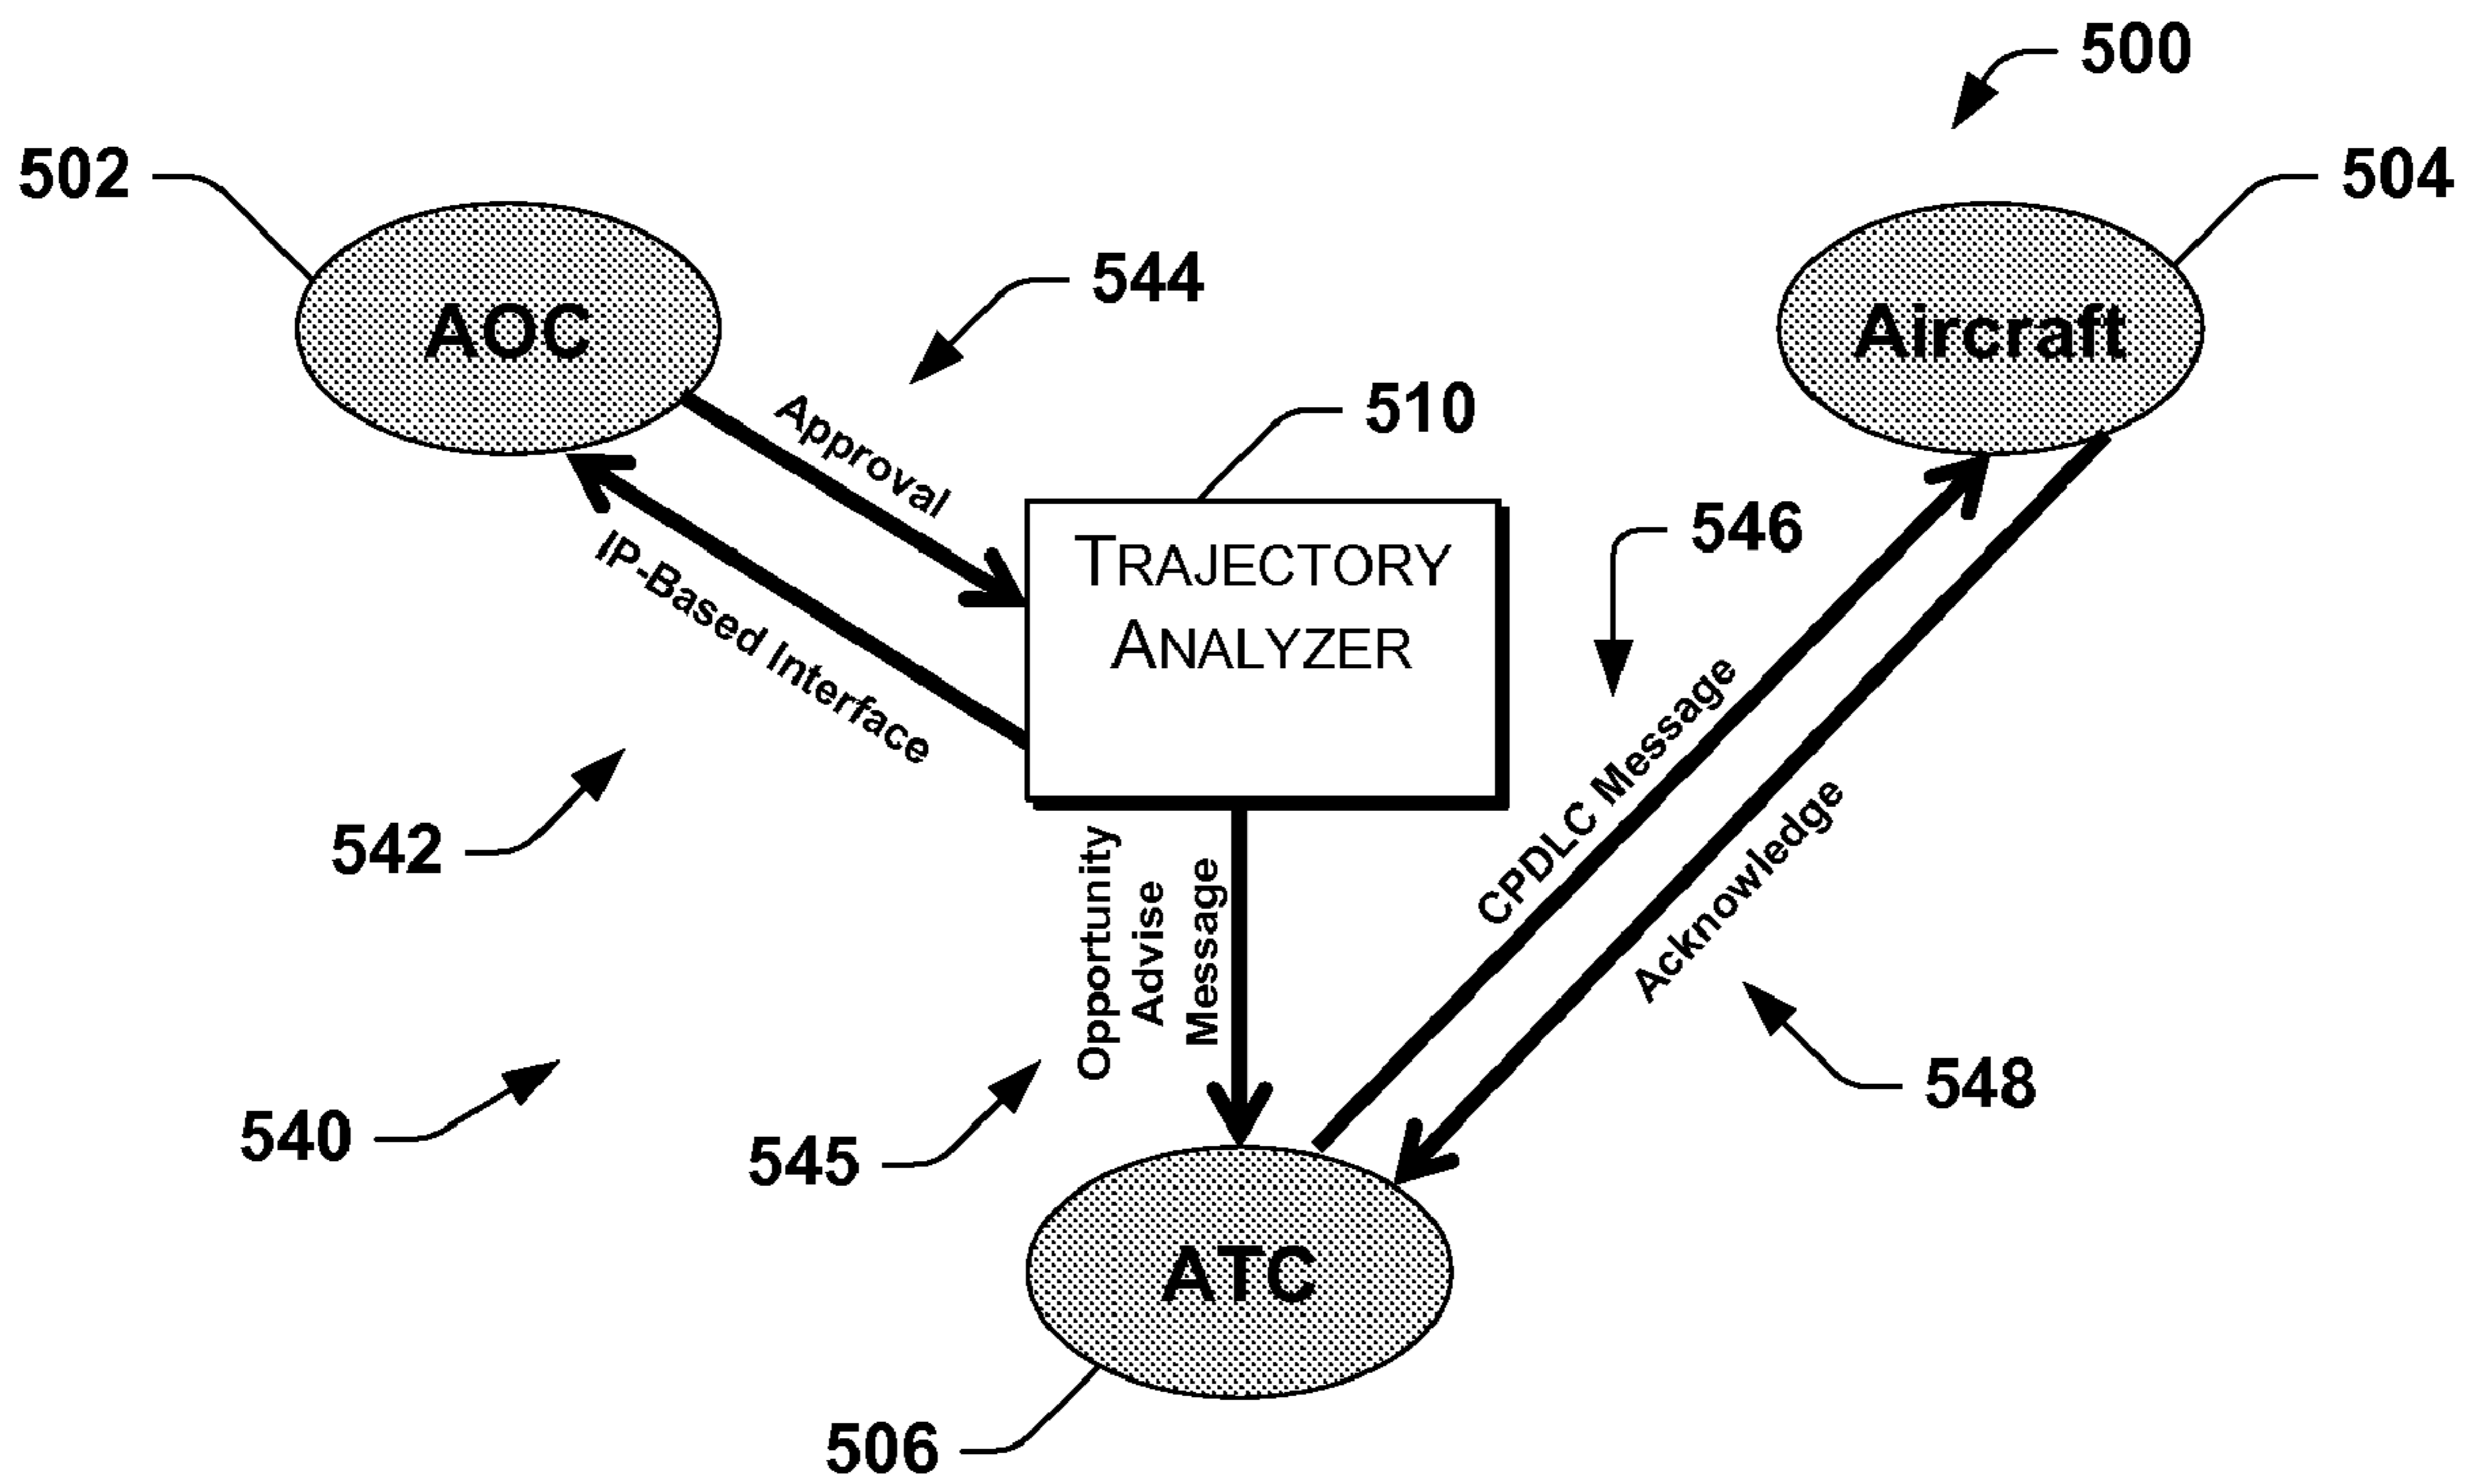 500
502
504
AOC
Aircraft
544
Approval
510
IP-Based Interface
TRAJECTORY
ANALYZER
546
CPDLC Message
Acknowledge
542
Opportunity
Advise
Message
540
545
548
ATC
506